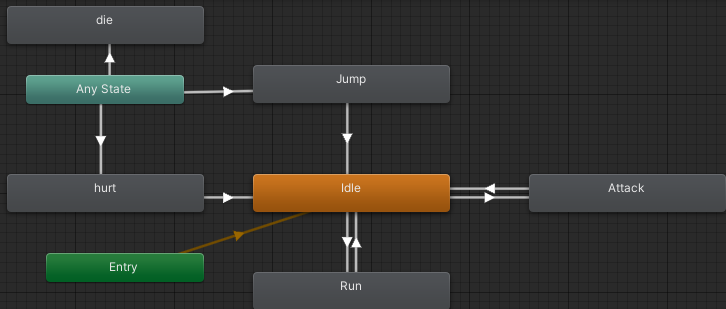 die
Any State
Jump
hurt
Idle
Attack
Entry
Run